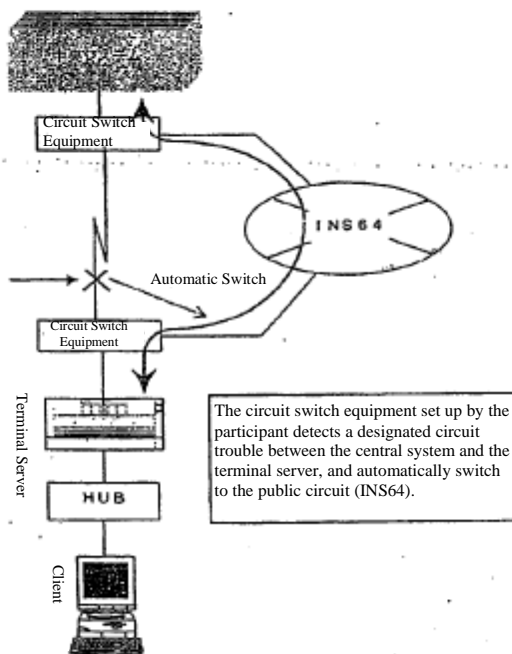 Circuit Switch
Equipment
INS64
Automatic Switch
Circuit Switch
Equipment
Terminal Server
The circuit switch equipment set up by the
participant detects a designated circuit
trouble between the central system and the
terminal server, and automatically switch
to the public circuit (INS64).
HUB
Client